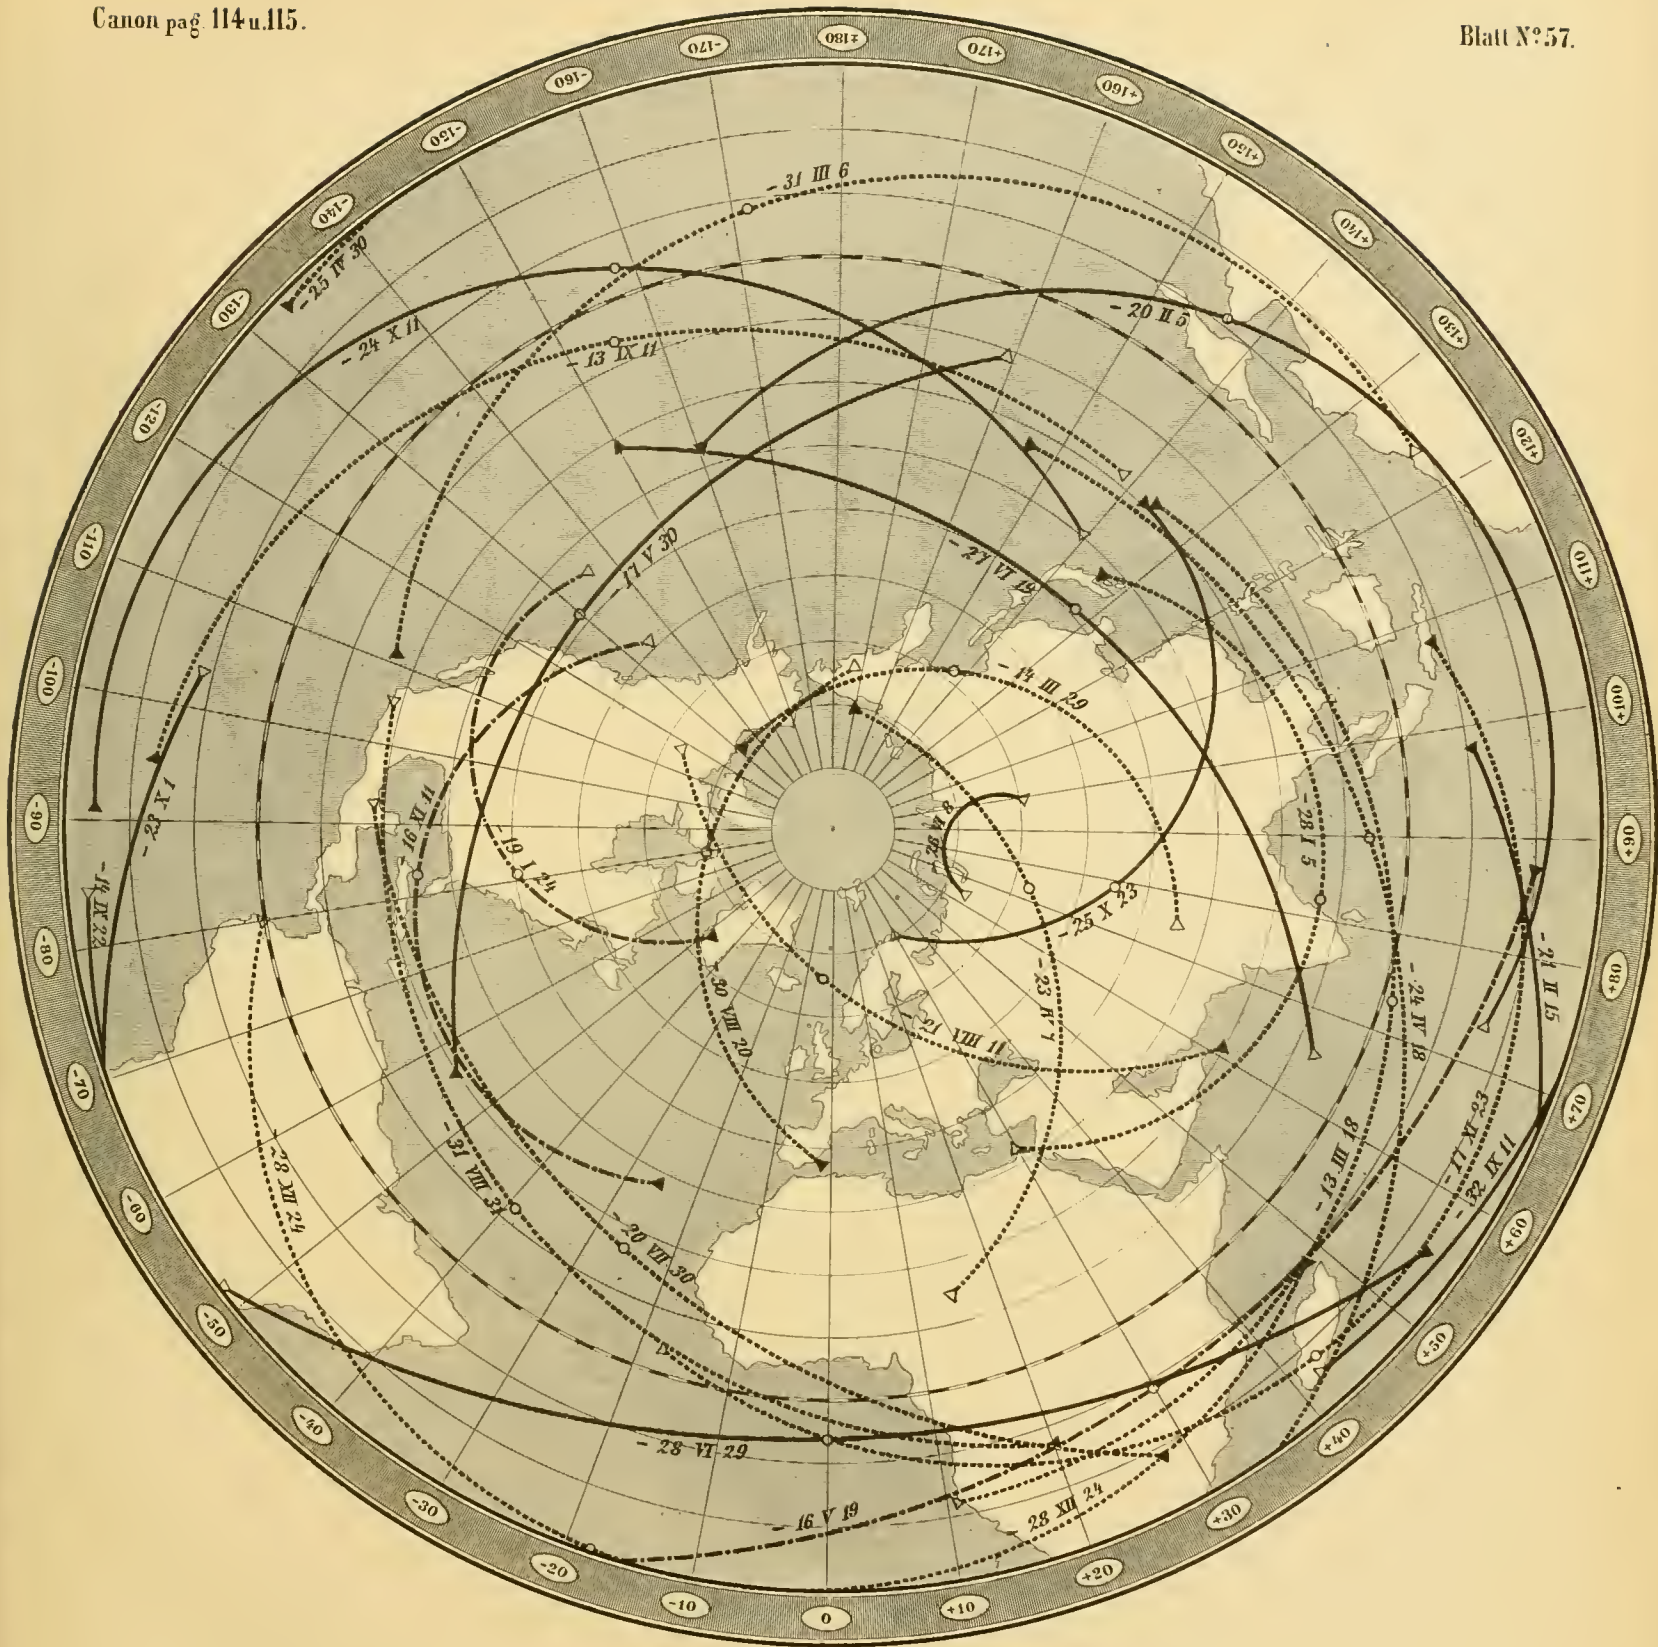 Canon pag. 114 u. 115.
Blatt Nº 57.
±180
+170
+160
+150
+140
+130
+120
+110
+100
+90
+80
+70
+60
+50
+40
+30
+20
+10
0
-10
-20
-30
-40
-50
-60
-70
-80
-90
-100
-110
-120
-130
-140
-150
-160
-170
- 31 III 6
- 25 IV 30
- 24 X 11
- 20 II 5
- 13 IX 11
- 17 V 30
- 27 VI 19
- 14 III 29
- 23 X 1
- 16 XI 11
- 19 I 24
- 28 I 5
- 14 IX 22
- 25 X 23
- 30 VIII 20
- 23 IV 7
- 21 VIII 11
- 24 IV 18
- 21 II 15
- 31 VIII 31
- 28 XII 24
- 13 III 18
- 17 XI 23
- 32 IX 11
- 20 VII 30
- 28 VI 29
- 16 V 19
- 28 XII 24